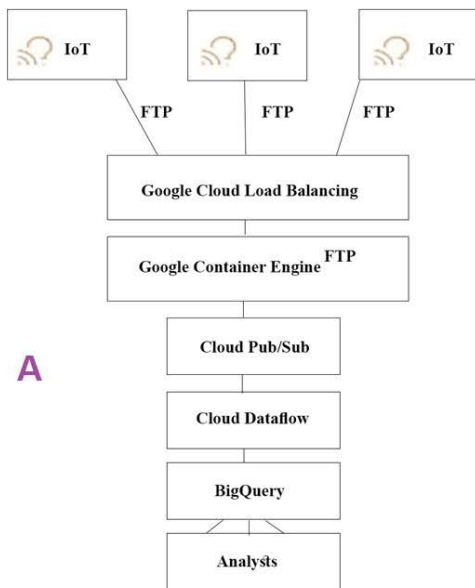 IoT IoT IoT
FTP FTP FTP
Google Cloud Load Balancing
Google Container Engine FTP
Cloud Pub/Sub
A
Cloud Dataflow
BigQuery
Analysts